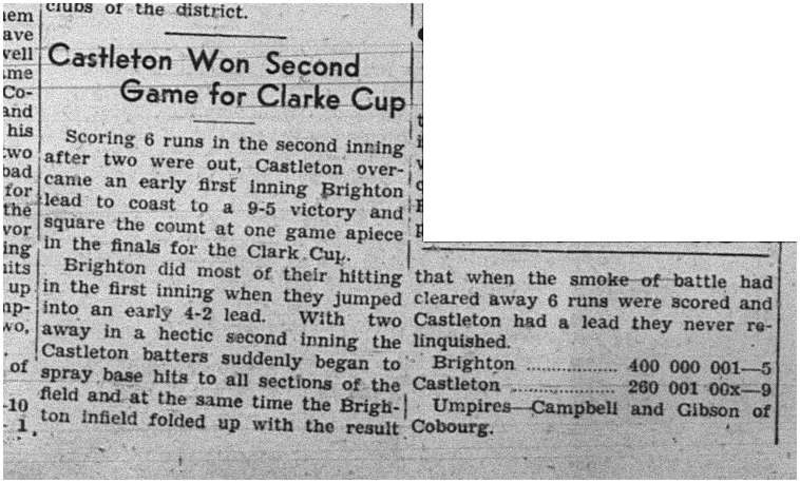 clubs of the district.
Castleton Won Second
Game for Clarke Cup
Scoring 6 runs in the second inning
after two were out, Castleton over-
came an early first inning Brighton
lead to coast to a 9-5 victory and
square the count at one game apiece
in the finals for the Clark Cup.
Brighton did most of their hitting
in the first inning when they jumped
into an early 4-2 lead. With two
away in a hectic second inning the
Castleton batters suddenly began to
spray base hits to all sections of the
field and at the same time the Brigh-
ton infield folded up with the result
that when the smoke of battle had
cleared away 6 runs were scored and
Castleton had a lead they never re-
linquished.
Brighton .................. 400 000 001—5
Castleton .................. 260 001 00x—9
Umpires—Campbell and Gibson of
Cobourg.